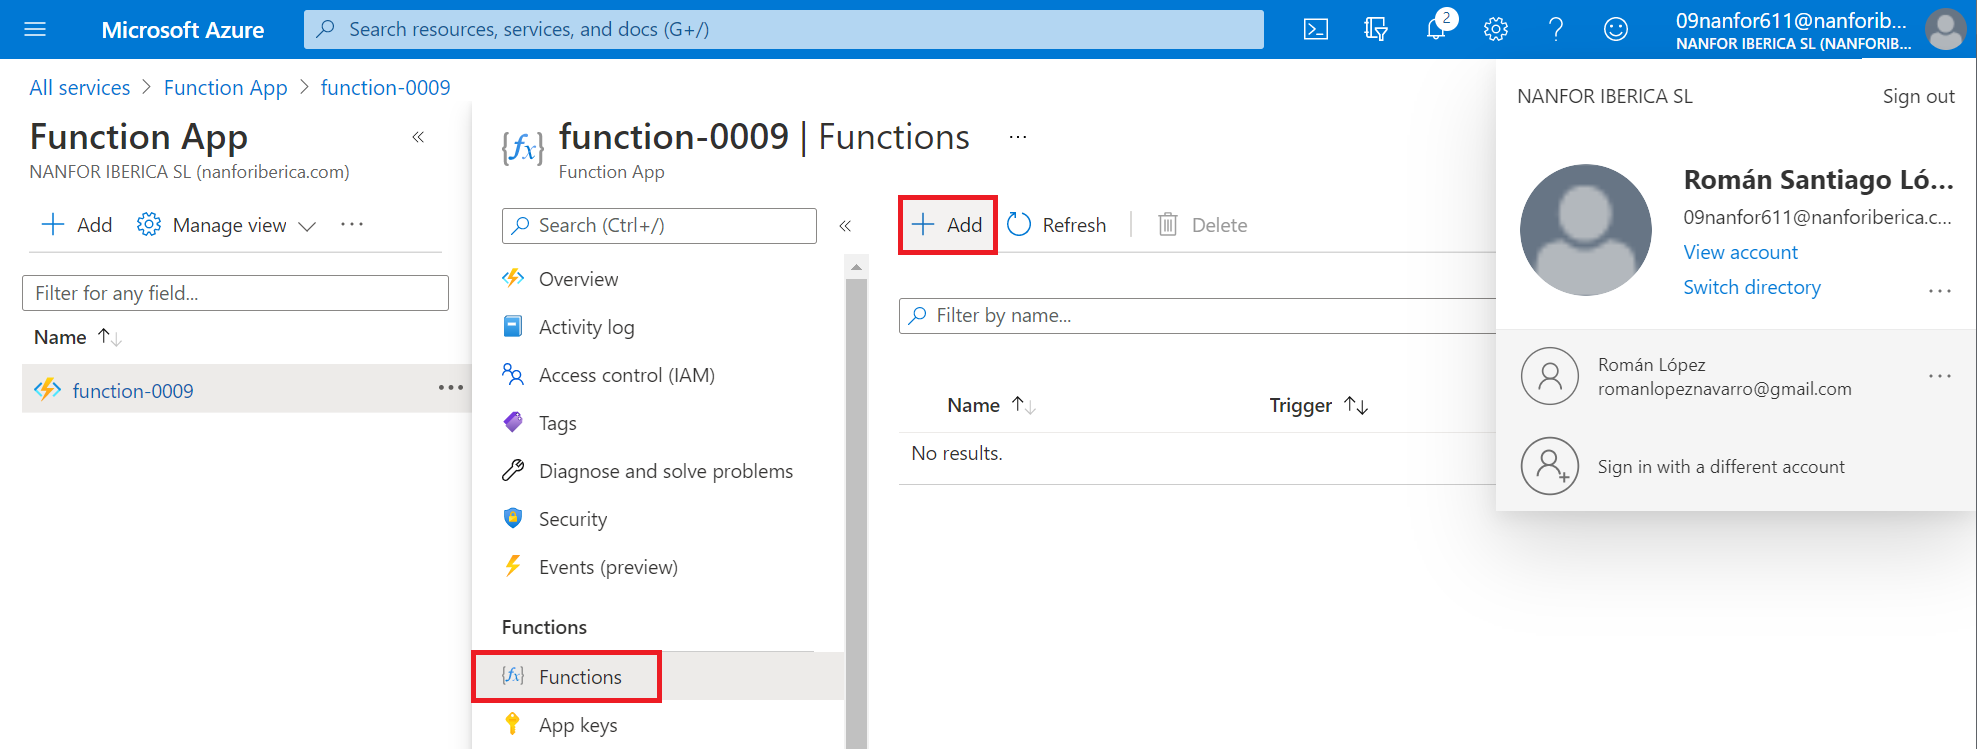 Microsoft Azure
Search resources, services, and docs (G+/)
2
09nanfor611@nanforib...
NANFOR IBERICA SL (NANFORIB...
All services > Function App > function-0009
Function App
«
NANFOR IBERICA SL (nanforiberica.com)
+ Add
Manage view
...
Filter for any field...
Name ↑↓
function-0009
...
{fx}
function-0009 | Functions
...
Function App
Search (Ctrl+/)
«
Overview
Activity log
Access control (IAM)
Tags
Diagnose and solve problems
Security
Events (preview)
Functions
{fx} Functions
App keys
+ Add
Refresh
Delete
Filter by name...
Name ↑↓
Trigger ↑↓
No results.
NANFOR IBERICA SL
Sign out
Román Santiago Ló...
09nanfor611@nanforiberica.c...
View account
Switch directory
...
Román López
romanlopeznavarro@gmail.com
...
Sign in with a different account